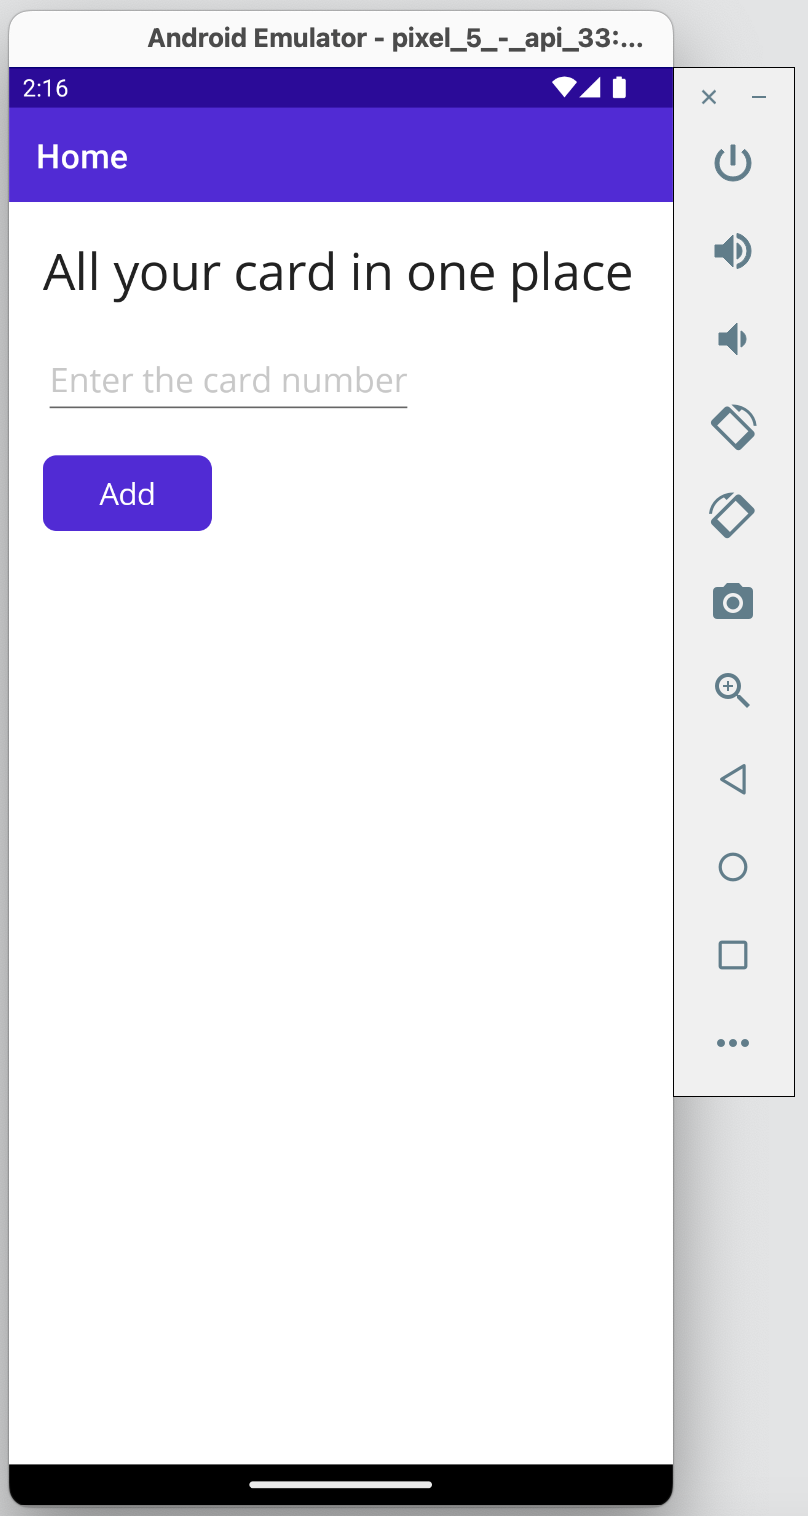 Android Emulator - pixel_5_-_api_33:...
2:16
Home
All your card in one place
Enter the card number
Add